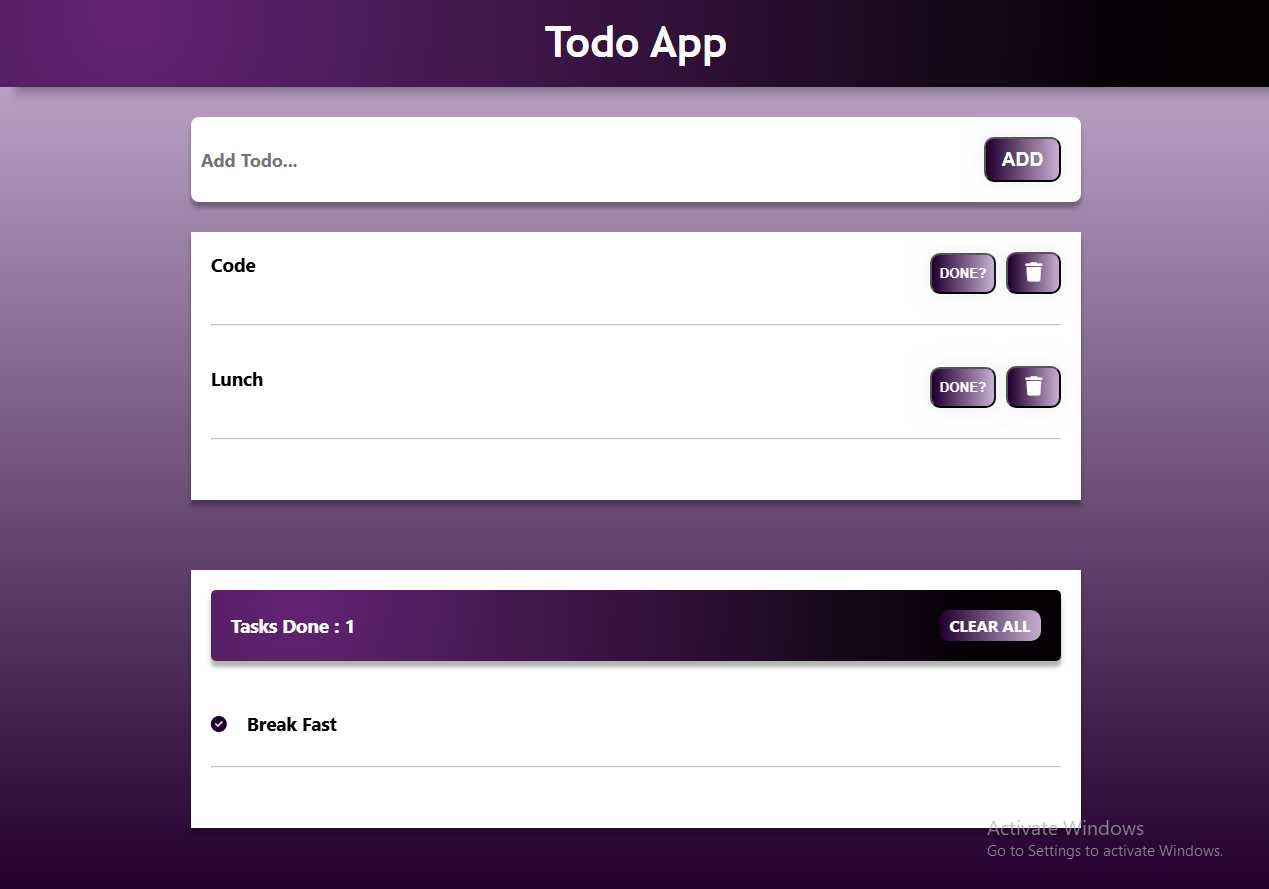 Todo App
Add Todo...
ADD
Code
DONE?
Lunch
DONE?
Tasks Done : 1
CLEAR ALL
Break Fast
Activate Windows
Go to Settings to activate Windows.